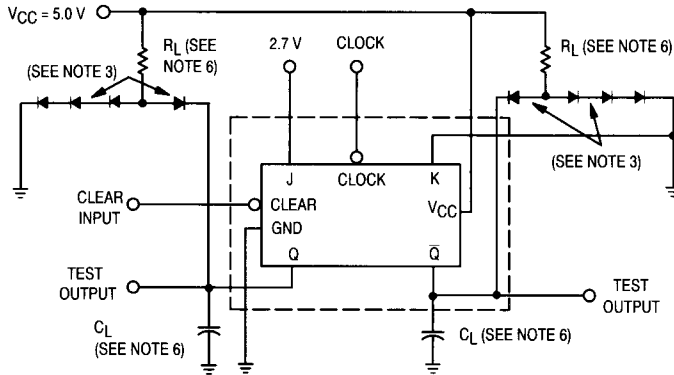 VCC = 5.0 V
RL (SEE
NOTE 6)
2.7 V
CLOCK
RL (SEE NOTE 6)
(SEE NOTE 3)
(SEE NOTE 3)
J
CLOCK
K
CLEAR
INPUT
CLEAR
VCC
GND
Q
Q̅
TEST
OUTPUT
TEST
OUTPUT
CL
(SEE NOTE 6)
CL (SEE NOTE 6)